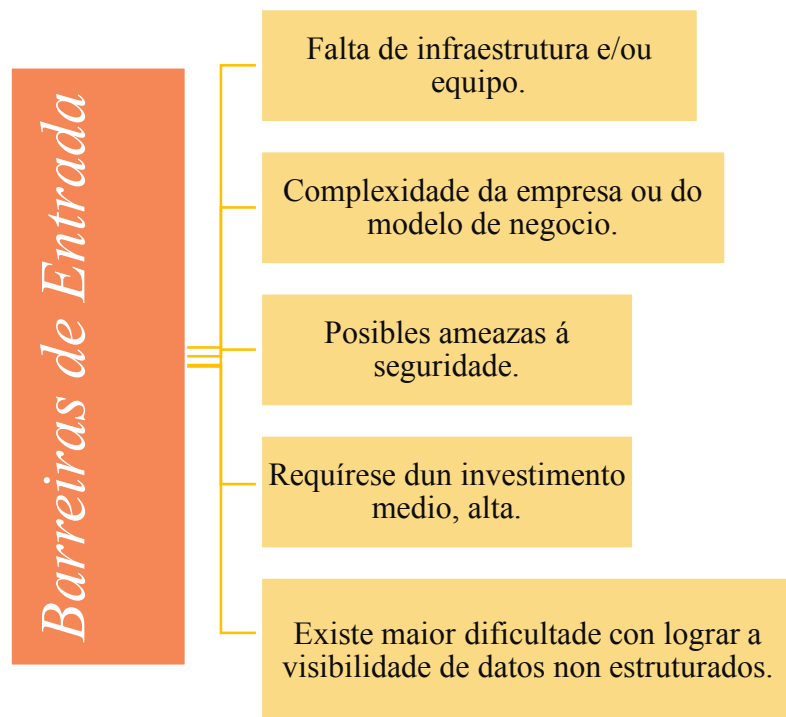 Barreiras de Entrada
Falta de infraestrutura e/ou
equipo.
Complexidade da empresa ou do
modelo de negocio.
Posibles ameazas á
seguridade.
Requírese dun investimento
medio, alta.
Existe maior dificultade con lograr a
visibilidade de datos non estruturados.